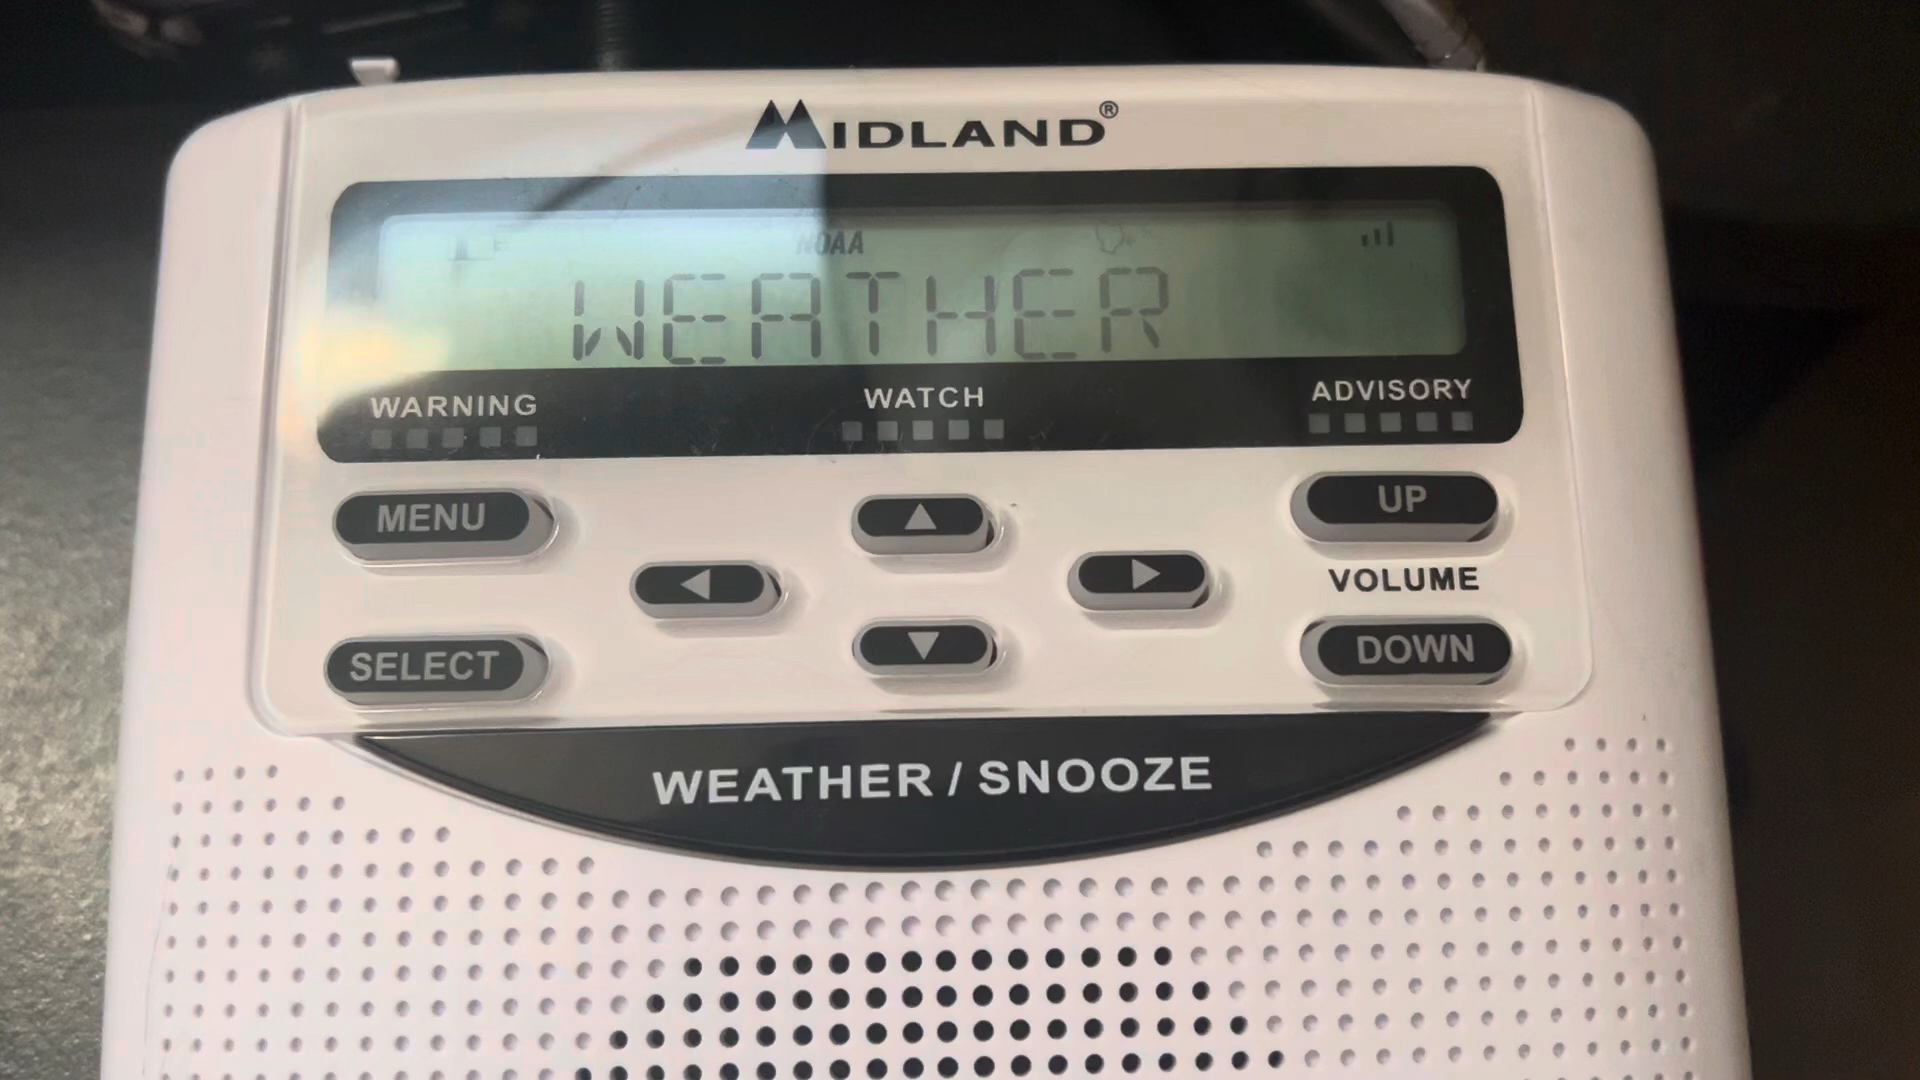 MIDLAND®
NOAA
WEATHER
WARNING
WATCH
ADVISORY
MENU
UP
VOLUME
SELECT
DOWN
WEATHER / SNOOZE